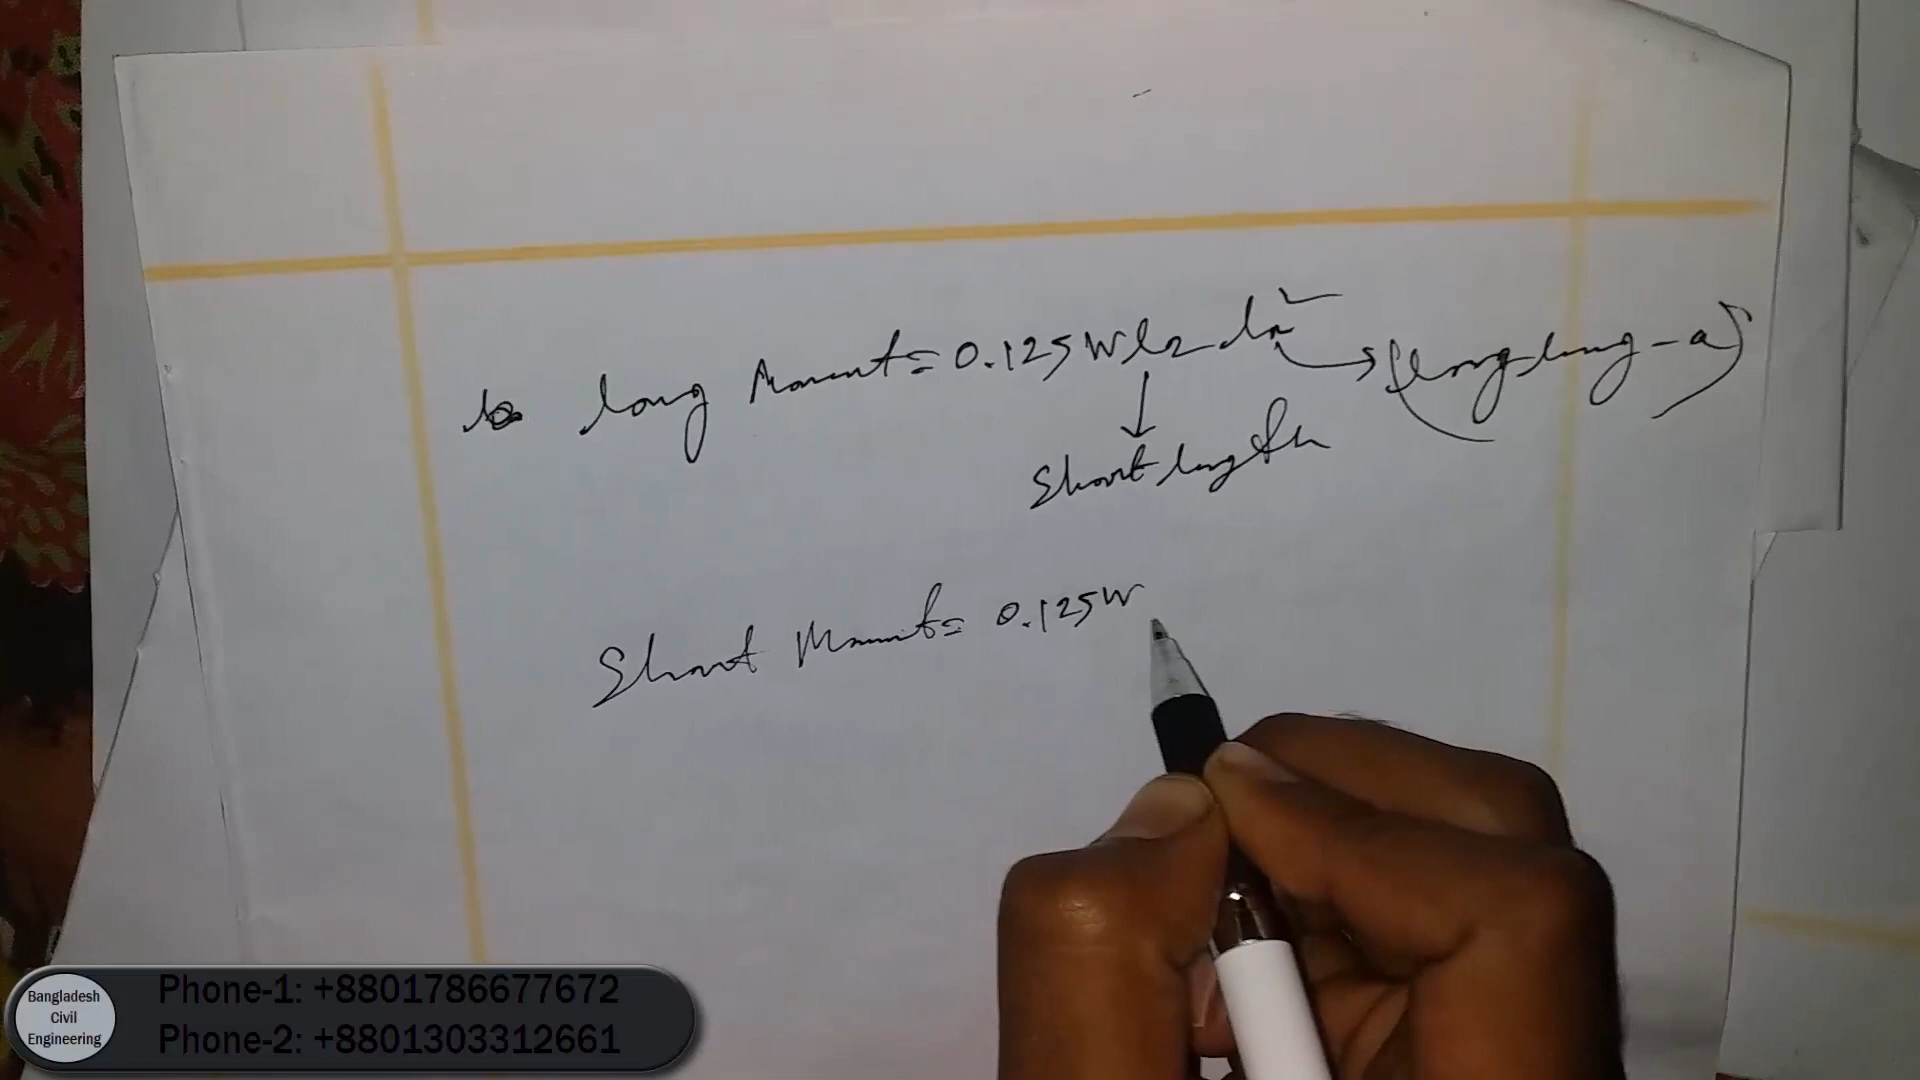 long Moment = 0.125 W l2 ln²
(long leng - a)
Short length
Short Moment = 0.125 W
Bangladesh
Civil
Engineering
Phone-1: +8801786677672
Phone-2: +8801303312661